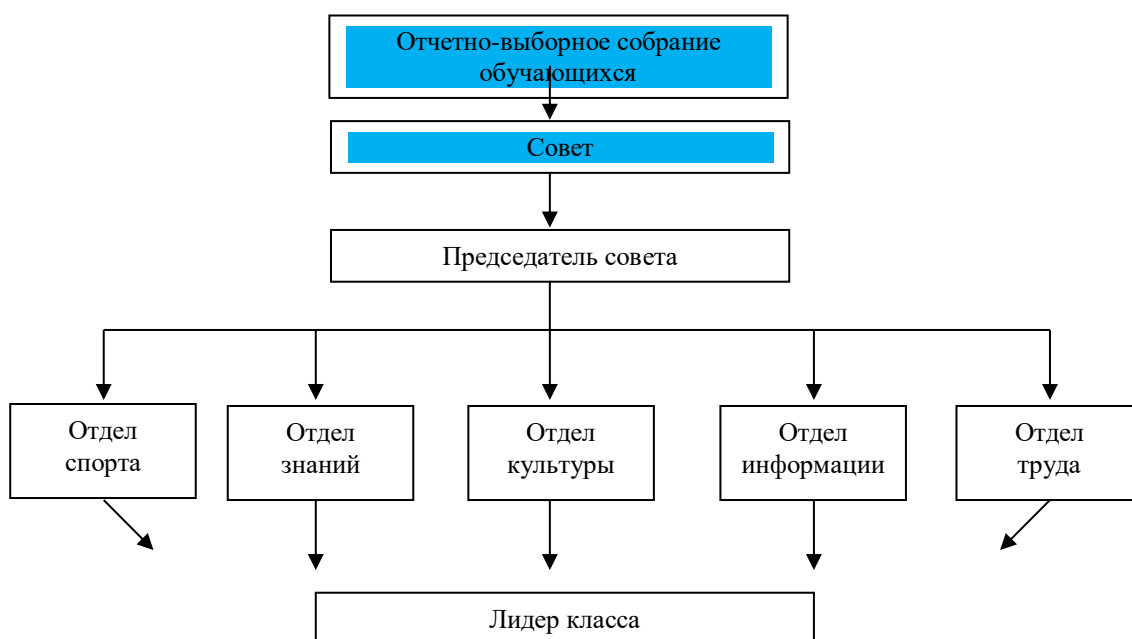 Отчетно-выборное собрание
обучающихся
Совет
Председатель совета
Отдел
спорта
Отдел
знаний
Отдел
культуры
Отдел
информации
Отдел
труда
Лидер класса